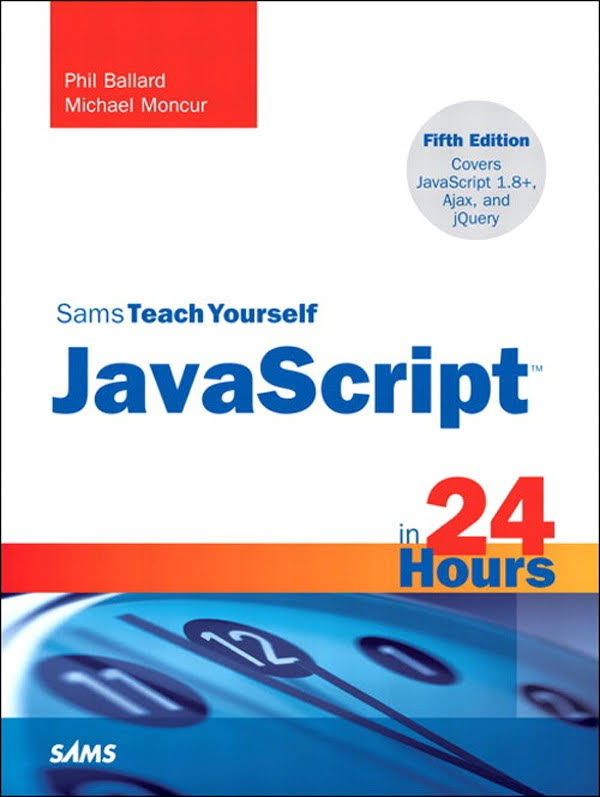 Phil Ballard
Michael Moncur
Fifth Edition
Covers
JavaScript 1.8+,
Ajax, and
jQuery
Sams Teach Yourself
JavaScript™
in 24
Hours
11
12
1
2
SAMS